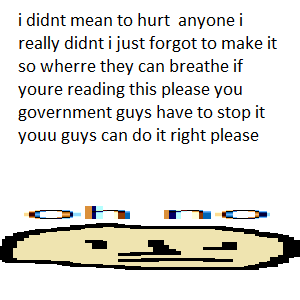 i didnt mean to hurt anyone i
really didnt i just forgot to make it
so wherre they can breathe if
youre reading this please you
government guys have to stop it
youu guys can do it right please